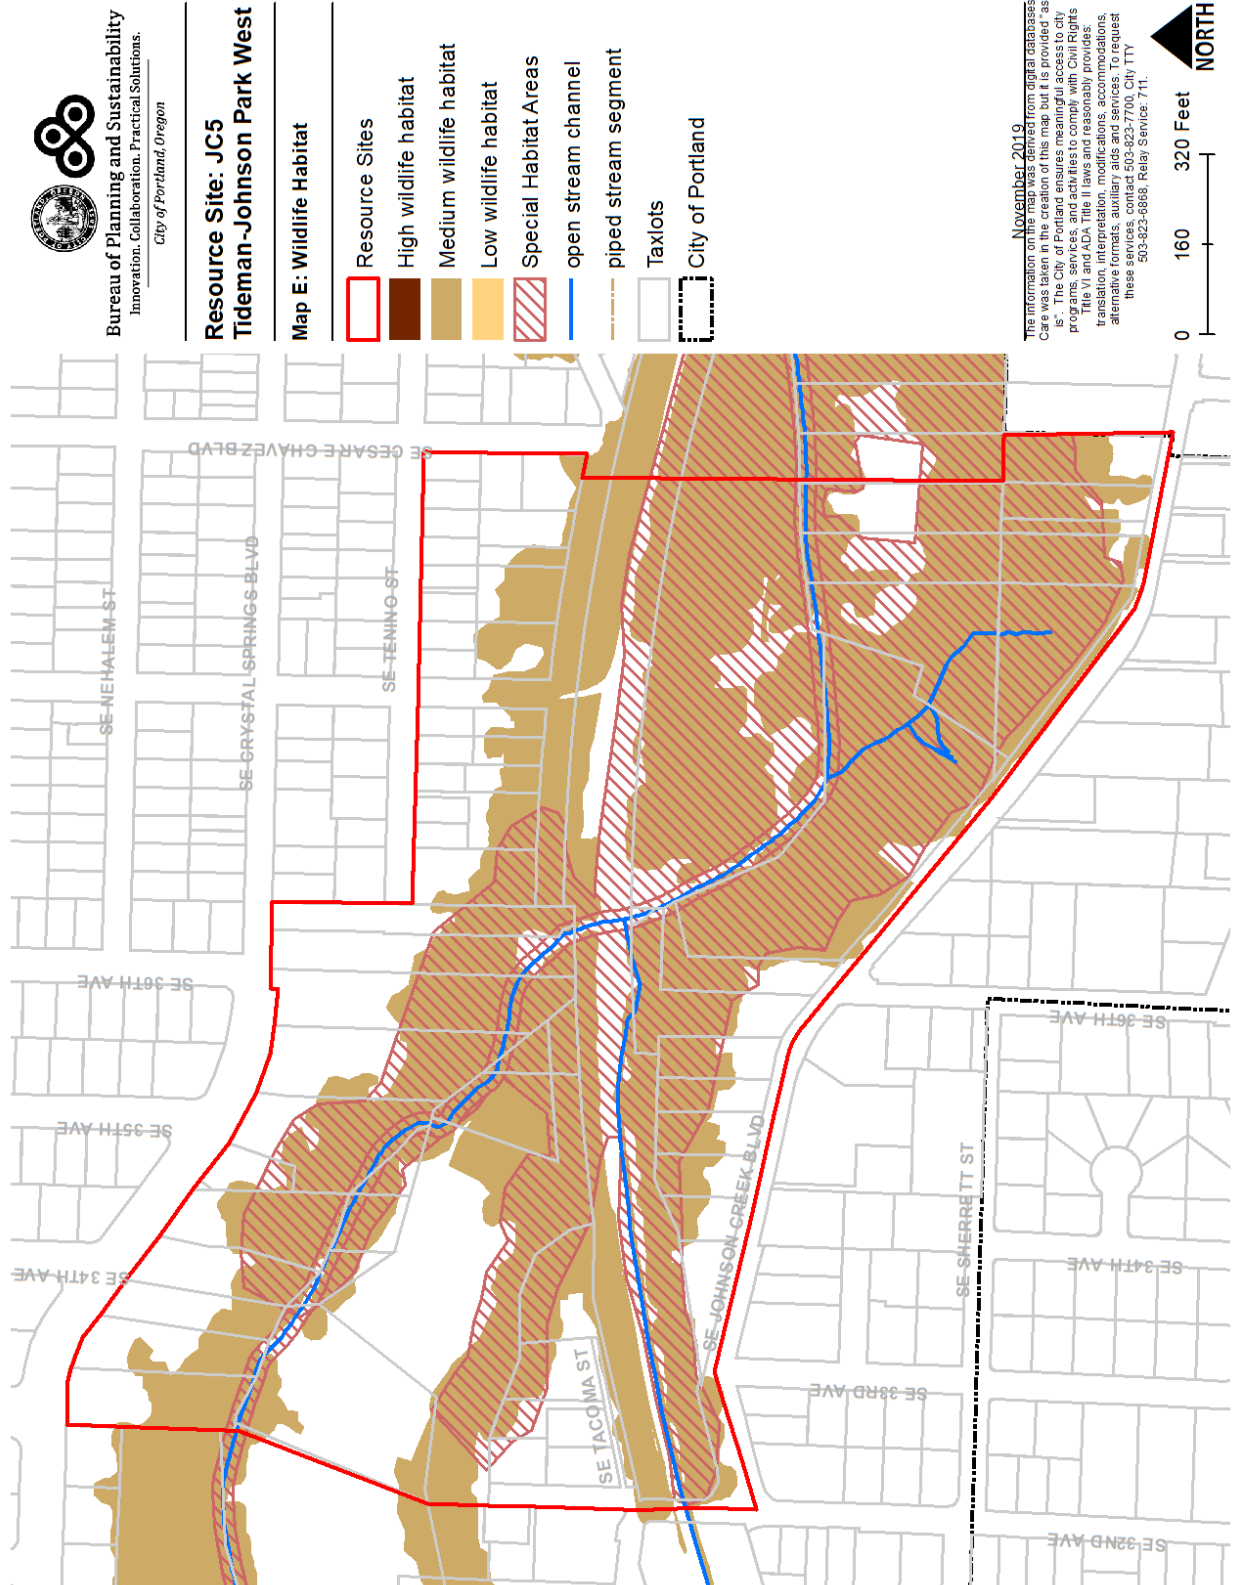 Bureau of Planning and Sustainability
Innovation. Collaboration. Practical Solutions.
City of Portland, Oregon
Resource Site: JC5
Tideman-Johnson Park West
Map E: Wildlife Habitat
Resource Sites
High wildlife habitat
Medium wildlife habitat
Low wildlife habitat
Special Habitat Areas
open stream channel
piped stream segment
Taxlots
City of Portland
November 2019
The information on the map was derived from digital databases
Care was taken in the creation of this map but it is provided "as
is". The City of Portland ensures meaningful access to city
programs, services, and activities to comply with Civil Rights
Title VI and ADA Title II laws and reasonably provides:
translation, interpretation, modifications, accommodations,
alternative formats, auxiliary aids and services. To request
these services, contact 503-823-7700, City TTY
503-823-6868, Relay Service: 711.
0 160 320 Feet
NORTH
SE NEHALEM ST
SE CRYSTAL SPRINGS BLVD
SE TENINO ST
SE CESAR E CHAVEZ BLVD
SE 36TH AVE
SE 35TH AVE
SE 34TH AVE
SE TACOMA ST
SE JOHNSON CREEK BLVD
SE SHERRETT ST
SE 36TH AVE
SE 34TH AVE
SE 33RD AVE
SE 32ND AVE